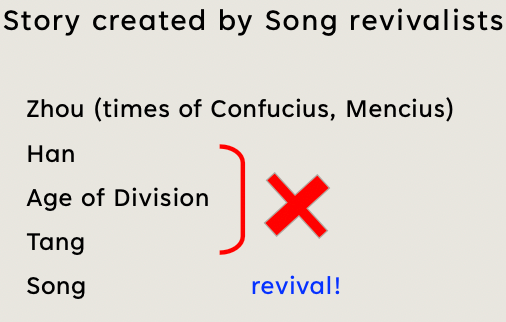 Story created by Song revivalists
Zhou (times of Confucius, Mencius)
Han
Age of Division
Tang
Song revival!